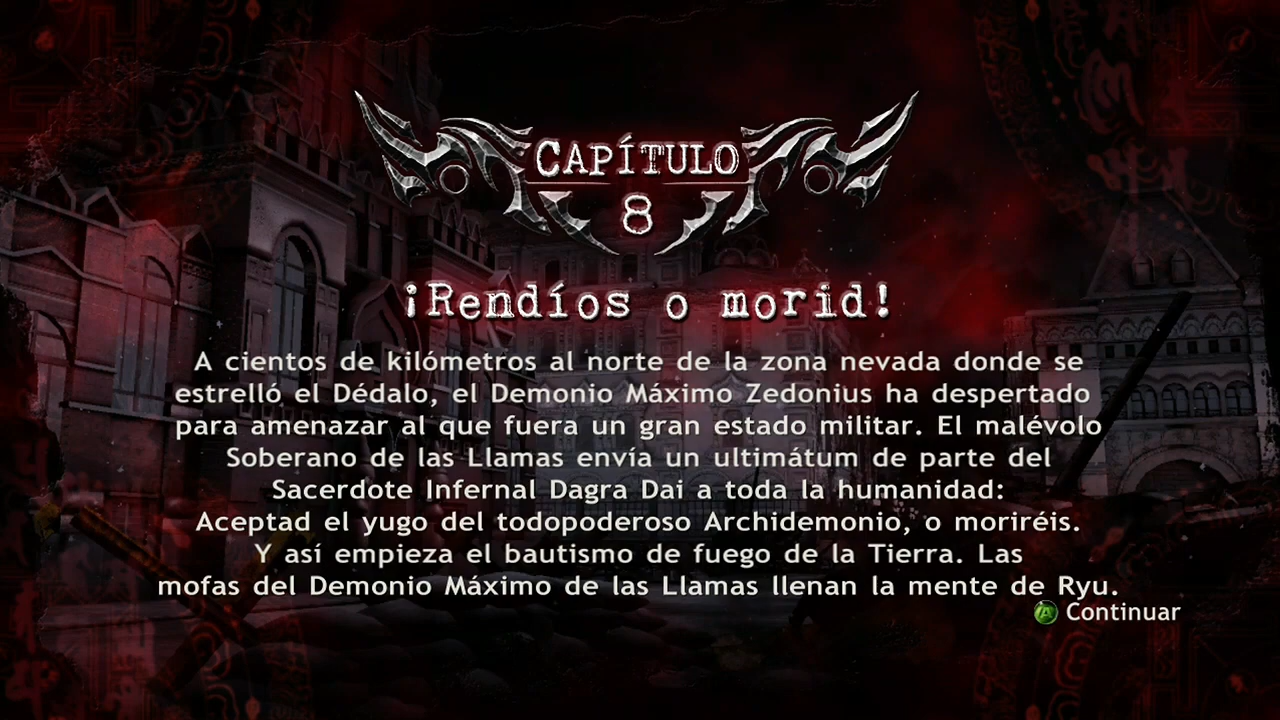 CAPÍTULO
8
¡Rendíos o morid!
A cientos de kilómetros al norte de la zona nevada donde se
estrelló el Dédalo, el Demonio Máximo Zedonius ha despertado
para amenazar al que fuera un gran estado militar. El malévolo
Soberano de las Llamas envía un ultimátum de parte del
Sacerdote Infernal Dagra Dai a toda la humanidad:
Aceptad el yugo del todopoderoso Archidemonio, o moriréis.
Y así empieza el bautismo de fuego de la Tierra. Las
mofas del Demonio Máximo de las Llamas llenan la mente de Ryu.
A Continuar